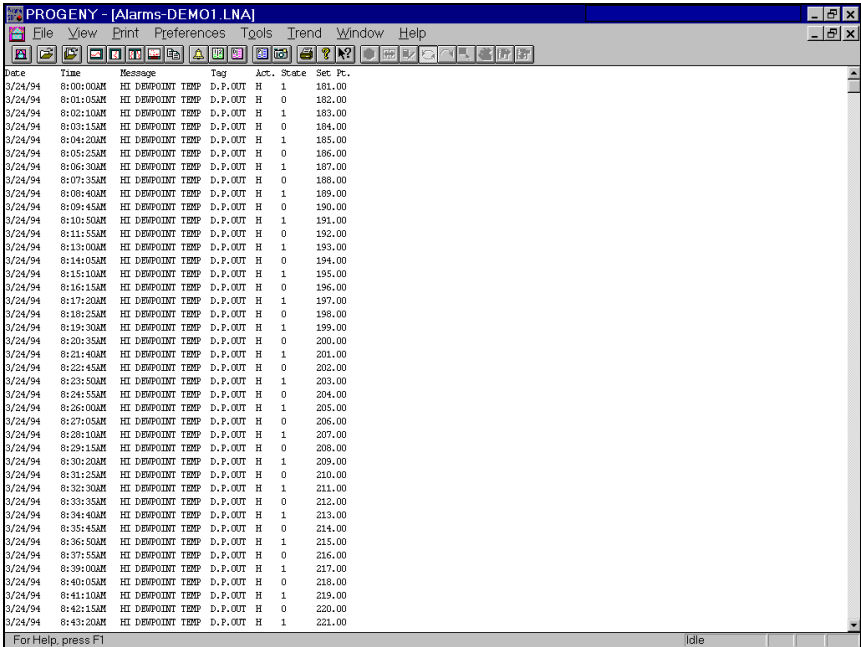 PROGENY - [Alarms-DEMO1.LNA]
File View Print Preferences Tools Trend Window Help
Date Time Message Tag Act. State Set Pt.
3/24/94 8:00:00AM HI DEWPOINT TEMP D.P.OUT H 1 181.00
3/24/94 8:01:05AM HI DEWPOINT TEMP D.P.OUT H 0 182.00
3/24/94 8:02:10AM HI DEWPOINT TEMP D.P.OUT H 1 183.00
3/24/94 8:03:15AM HI DEWPOINT TEMP D.P.OUT H 0 184.00
3/24/94 8:04:20AM HI DEWPOINT TEMP D.P.OUT H 1 185.00
3/24/94 8:05:25AM HI DEWPOINT TEMP D.P.OUT H 0 186.00
3/24/94 8:06:30AM HI DEWPOINT TEMP D.P.OUT H 1 187.00
3/24/94 8:07:35AM HI DEWPOINT TEMP D.P.OUT H 0 188.00
3/24/94 8:08:40AM HI DEWPOINT TEMP D.P.OUT H 1 189.00
3/24/94 8:09:45AM HI DEWPOINT TEMP D.P.OUT H 0 190.00
3/24/94 8:10:50AM HI DEWPOINT TEMP D.P.OUT H 1 191.00
3/24/94 8:11:55AM HI DEWPOINT TEMP D.P.OUT H 0 192.00
3/24/94 8:13:00AM HI DEWPOINT TEMP D.P.OUT H 1 193.00
3/24/94 8:14:05AM HI DEWPOINT TEMP D.P.OUT H 0 194.00
3/24/94 8:15:10AM HI DEWPOINT TEMP D.P.OUT H 1 195.00
3/24/94 8:16:15AM HI DEWPOINT TEMP D.P.OUT H 0 196.00
3/24/94 8:17:20AM HI DEWPOINT TEMP D.P.OUT H 1 197.00
3/24/94 8:18:25AM HI DEWPOINT TEMP D.P.OUT H 0 198.00
3/24/94 8:19:30AM HI DEWPOINT TEMP D.P.OUT H 1 199.00
3/24/94 8:20:35AM HI DEWPOINT TEMP D.P.OUT H 0 200.00
3/24/94 8:21:40AM HI DEWPOINT TEMP D.P.OUT H 1 201.00
3/24/94 8:22:45AM HI DEWPOINT TEMP D.P.OUT H 0 202.00
3/24/94 8:23:50AM HI DEWPOINT TEMP D.P.OUT H 1 203.00
3/24/94 8:24:55AM HI DEWPOINT TEMP D.P.OUT H 0 204.00
3/24/94 8:26:00AM HI DEWPOINT TEMP D.P.OUT H 1 205.00
3/24/94 8:27:05AM HI DEWPOINT TEMP D.P.OUT H 0 206.00
3/24/94 8:28:10AM HI DEWPOINT TEMP D.P.OUT H 1 207.00
3/24/94 8:29:15AM HI DEWPOINT TEMP D.P.OUT H 0 208.00
3/24/94 8:30:20AM HI DEWPOINT TEMP D.P.OUT H 1 209.00
3/24/94 8:31:25AM HI DEWPOINT TEMP D.P.OUT H 0 210.00
3/24/94 8:32:30AM HI DEWPOINT TEMP D.P.OUT H 1 211.00
3/24/94 8:33:35AM HI DEWPOINT TEMP D.P.OUT H 0 212.00
3/24/94 8:34:40AM HI DEWPOINT TEMP D.P.OUT H 1 213.00
3/24/94 8:35:45AM HI DEWPOINT TEMP D.P.OUT H 0 214.00
3/24/94 8:36:50AM HI DEWPOINT TEMP D.P.OUT H 1 215.00
3/24/94 8:37:55AM HI DEWPOINT TEMP D.P.OUT H 0 216.00
3/24/94 8:39:00AM HI DEWPOINT TEMP D.P.OUT H 1 217.00
3/24/94 8:40:05AM HI DEWPOINT TEMP D.P.OUT H 0 218.00
3/24/94 8:41:10AM HI DEWPOINT TEMP D.P.OUT H 1 219.00
3/24/94 8:42:15AM HI DEWPOINT TEMP D.P.OUT H 0 220.00
3/24/94 8:43:20AM HI DEWPOINT TEMP D.P.OUT H 1 221.00
For Help, press F1 Idle